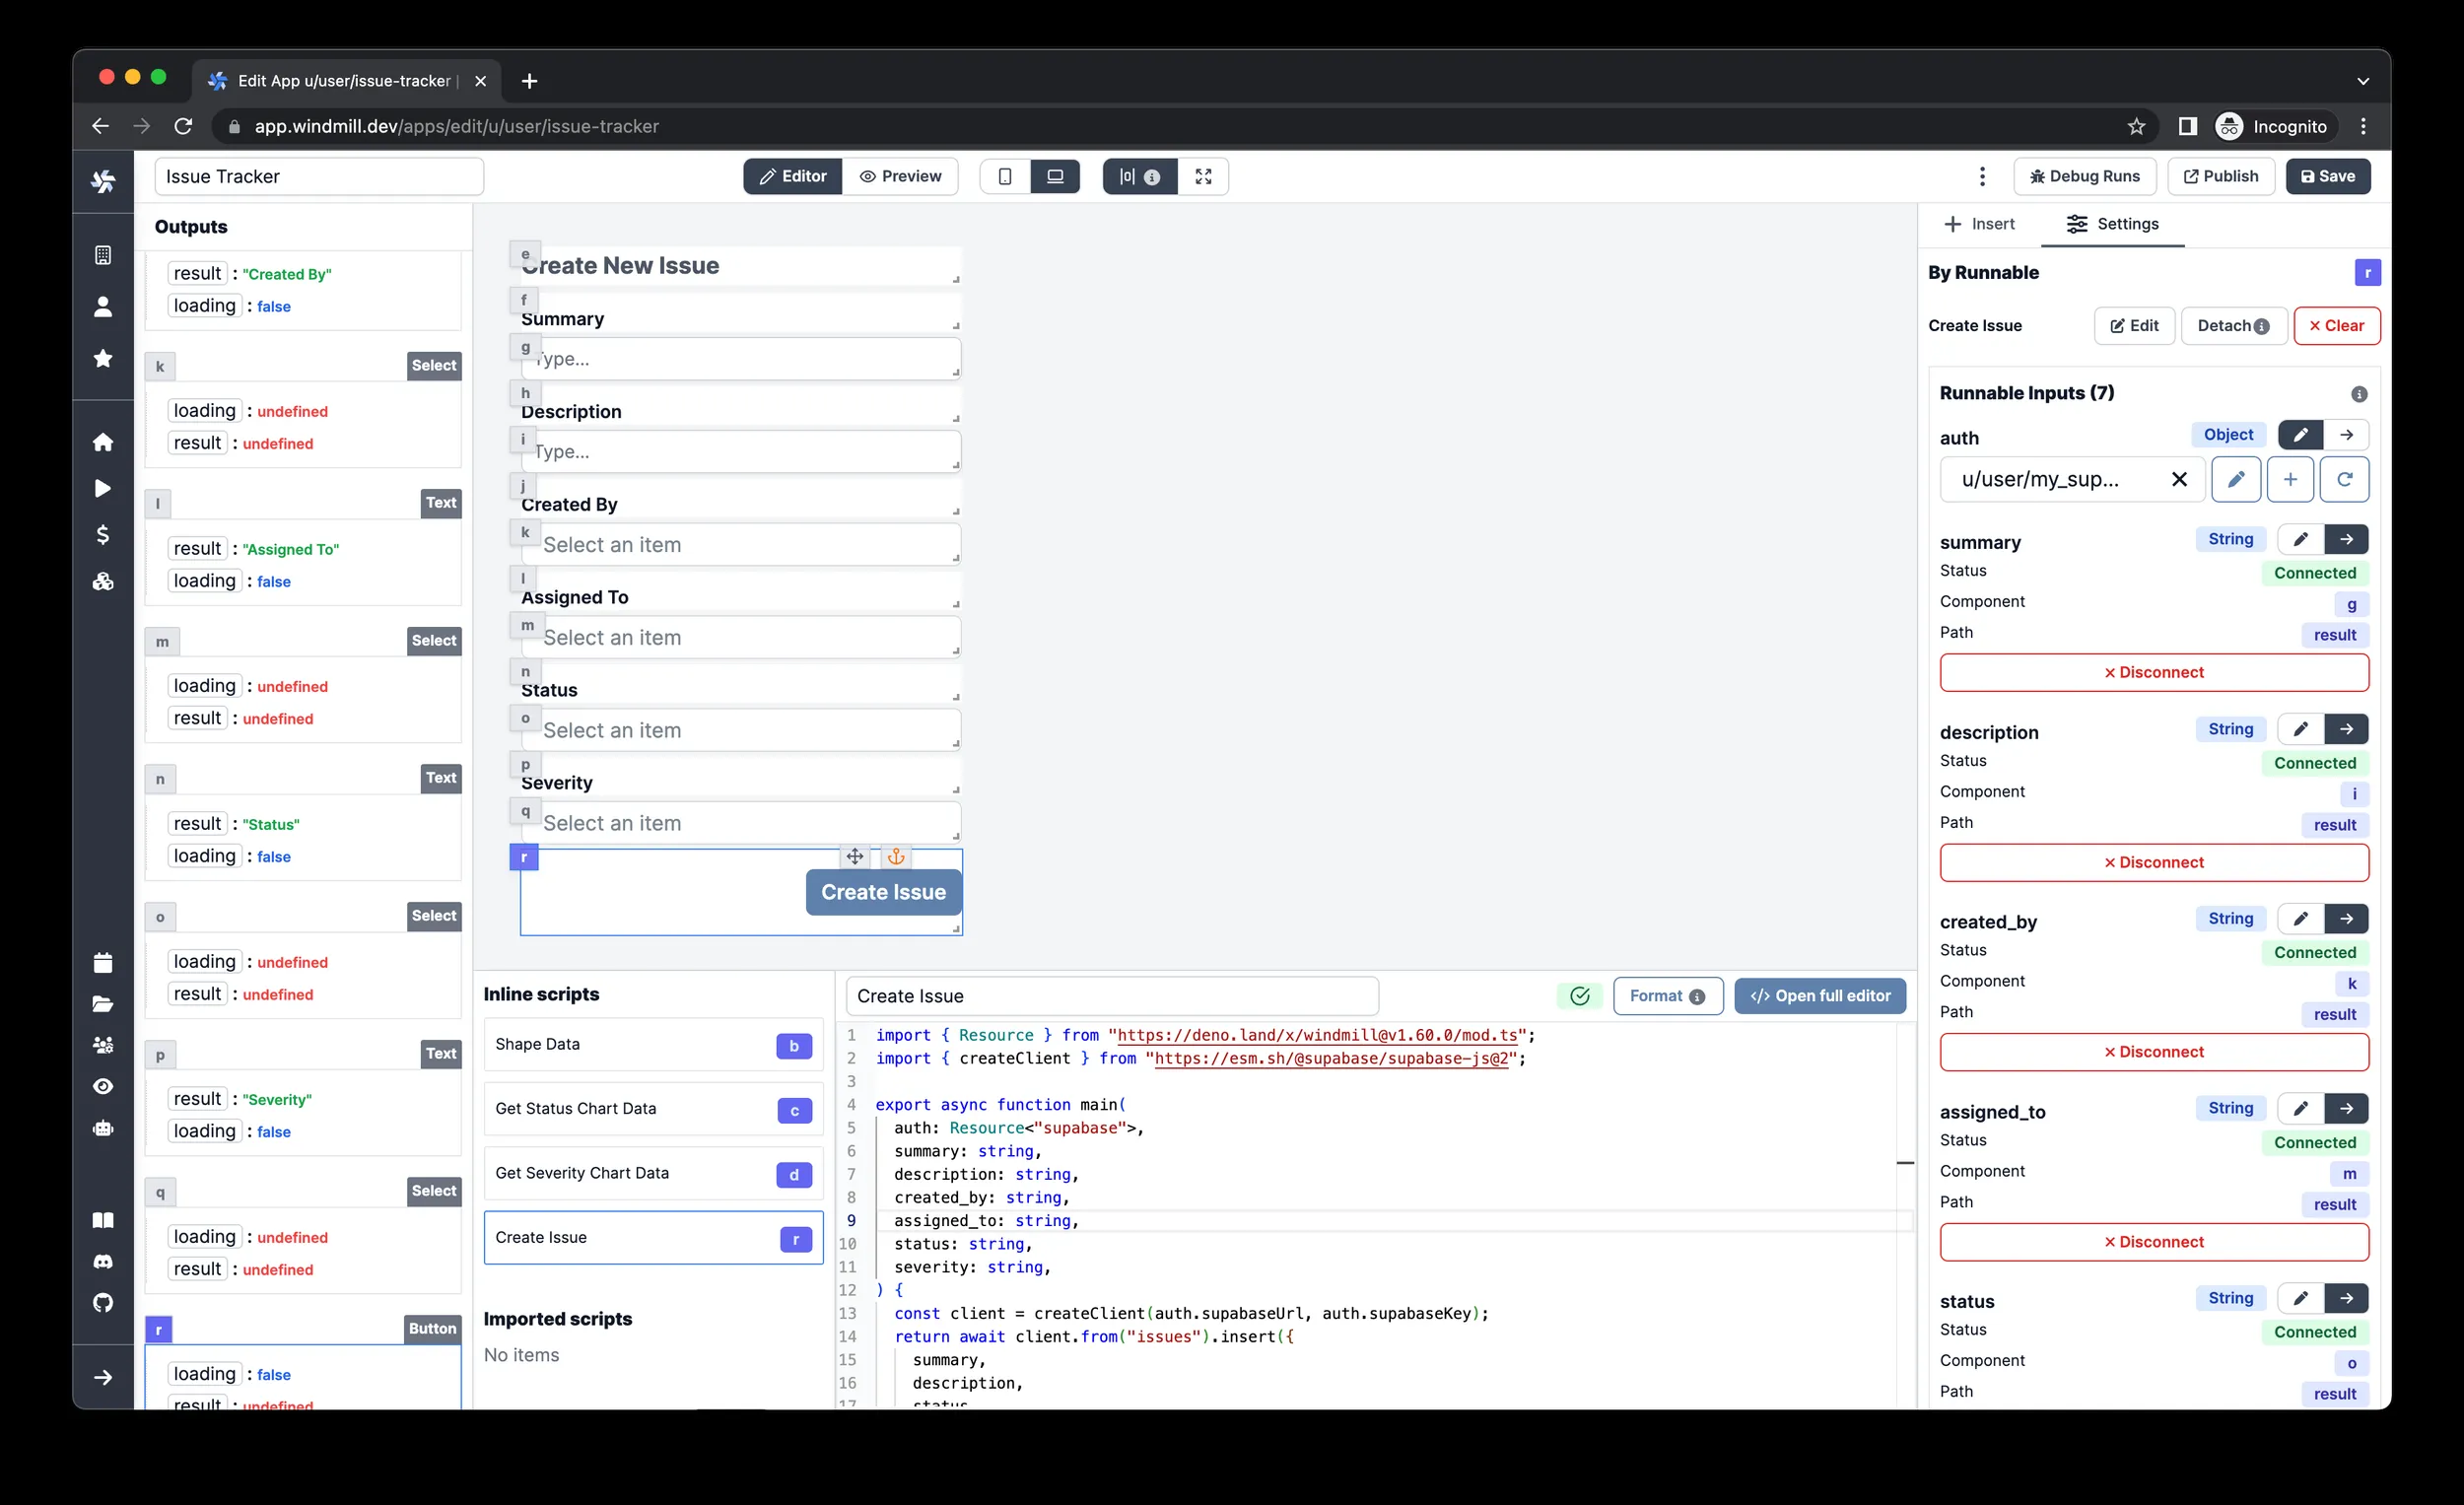 Edit App u/user/issue-tracker |
app.windmill.dev/apps/edit/u/user/issue-tracker
Incognito
Issue Tracker
Editor
Preview
Debug Runs
Publish
Save
Outputs
result : "Created By"
loading : false
k Select
loading : undefined
result : undefined
l Text
result : "Assigned To"
loading : false
m Select
loading : undefined
result : undefined
n Text
result : "Status"
loading : false
o Select
loading : undefined
result : undefined
p Text
result : "Severity"
loading : false
q Select
loading : undefined
result : undefined
r Button
loading : false
result : undefined
e
Create New Issue
f
Summary
g
Type...
h
Description
i
Type...
j
Created By
k
Select an item
l
Assigned To
m
Select an item
n
Status
o
Select an item
p
Severity
q
Select an item
r
Create Issue
Inline scripts
Shape Data b
Get Status Chart Data c
Get Severity Chart Data d
Create Issue r
Imported scripts
No items
Create Issue
Format
</> Open full editor
1 import { Resource } from "https://deno.land/x/windmill@v1.60.0/mod.ts";
2 import { createClient } from "https://esm.sh/@supabase/supabase-js@2";
3
4 export async function main(
5 auth: Resource<"supabase">,
6 summary: string,
7 description: string,
8 created_by: string,
9 assigned_to: string,
10 status: string,
11 severity: string,
12 ) {
13 const client = createClient(auth.supabaseUrl, auth.supabaseKey);
14 return await client.from("issues").insert({
15 summary,
16 description,
17 status
Insert
Settings
By Runnable r
Create Issue
Edit
Detach
Clear
Runnable Inputs (7)
auth Object
u/user/my_sup...
summary String
Status Connected
Component g
Path result
Disconnect
description String
Status Connected
Component i
Path result
Disconnect
created_by String
Status Connected
Component k
Path result
Disconnect
assigned_to String
Status Connected
Component m
Path result
Disconnect
status String
Status Connected
Component o
Path result